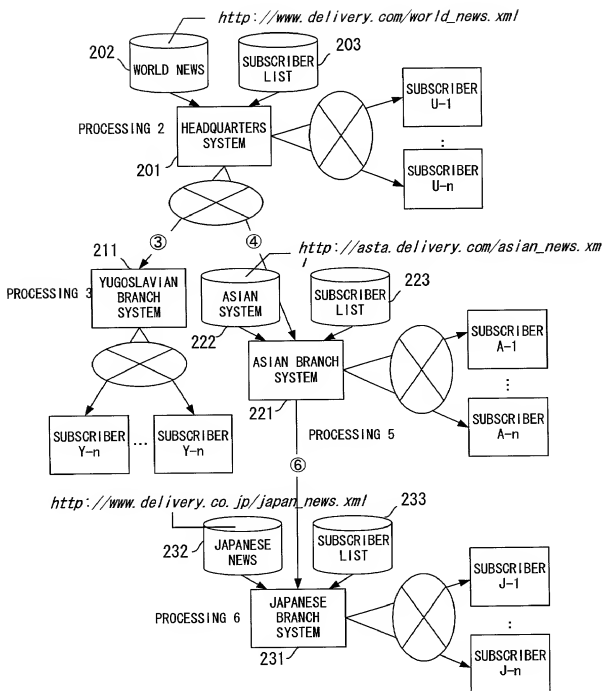 http://www.delivery.com/world_news.xml
202
203
WORLD NEWS
SUBSCRIBER
LIST
PROCESSING 2
HEADQUARTERS
SYSTEM
201
SUBSCRIBER
U-1
:
SUBSCRIBER
U-n
③
④
211
http://asta.delivery.com/asian_news.xm
l
PROCESSING 3
YUGOSLAVIAN
BRANCH
SYSTEM
ASIAN
SYSTEM
222
SUBSCRIBER
LIST
223
ASIAN BRANCH
SYSTEM
221
SUBSCRIBER
A-1
:
SUBSCRIBER
A-n
SUBSCRIBER
Y-n
...
SUBSCRIBER
Y-n
PROCESSING 5
⑥
http://www.delivery.co.jp/japan_news.xml
233
232
JAPANESE
NEWS
SUBSCRIBER
LIST
PROCESSING 6
JAPANESE
BRANCH
SYSTEM
231
SUBSCRIBER
J-1
:
SUBSCRIBER
J-n